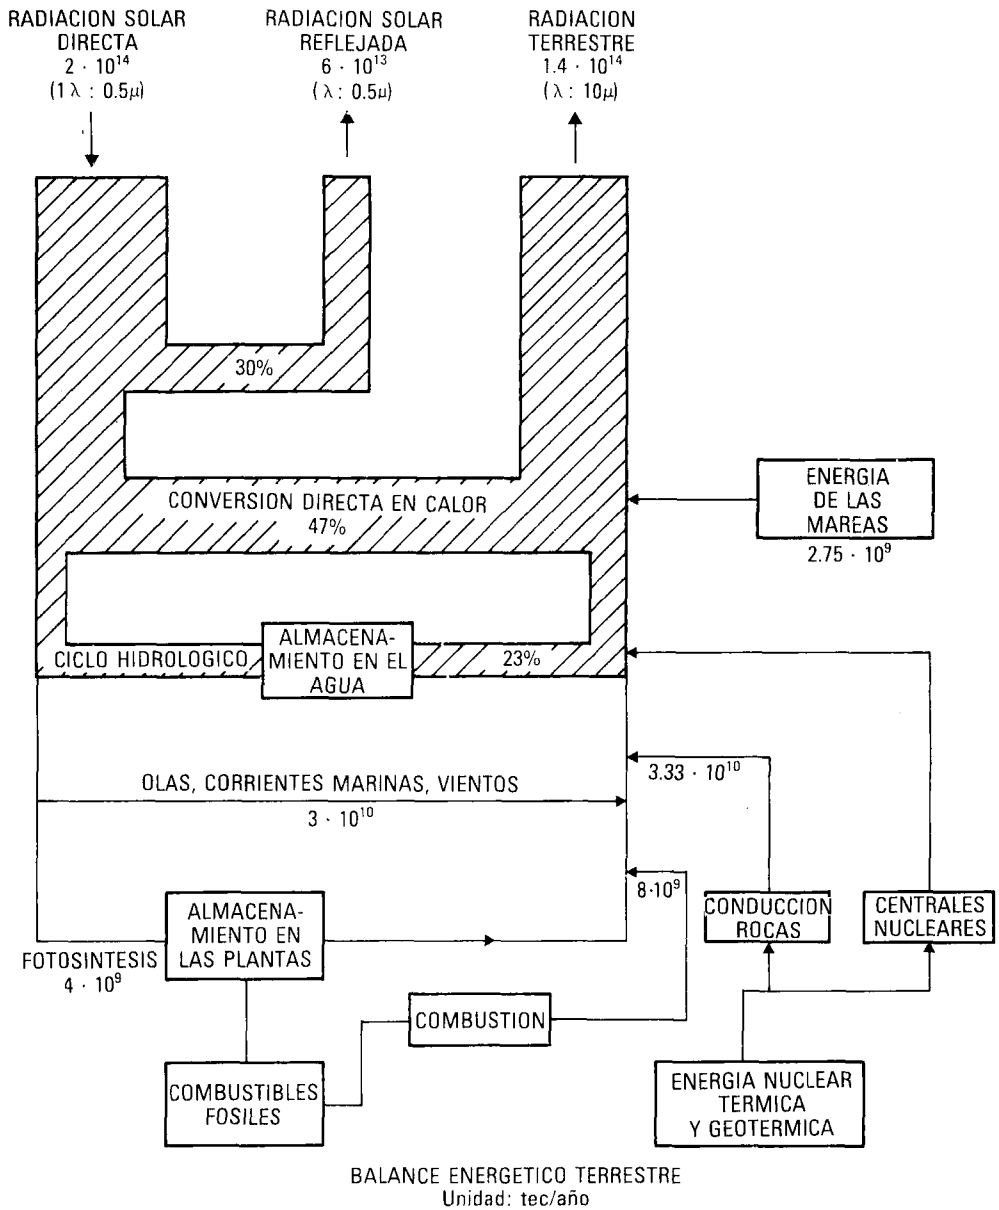 RADIACION SOLAR
DIRECTA
2 · 10¹⁴
(1 λ : 0.5μ)
RADIACION SOLAR
REFLEJADA
6 · 10¹³
(λ : 0.5μ)
RADIACION
TERRESTRE
1.4 · 10¹⁴
(λ : 10μ)
30%
CONVERSION DIRECTA EN CALOR
47%
ENERGIA
DE LAS
MAREAS
2.75 · 10⁹
CICLO HIDROLOGICO
ALMACENA-
MIENTO EN EL
AGUA
23%
OLAS, CORRIENTES MARINAS, VIENTOS
3 · 10¹⁰
3.33 · 10¹⁰
8·10⁹
FOTOSINTESIS
4 · 10⁹
ALMACENA-
MIENTO EN
LAS PLANTAS
CONDUCCION
ROCAS
CENTRALES
NUCLEARES
COMBUSTION
COMBUSTIBLES
FOSILES
ENERGIA NUCLEAR
TERMICA
Y GEOTERMICA
BALANCE ENERGETICO TERRESTRE
Unidad: tec/año